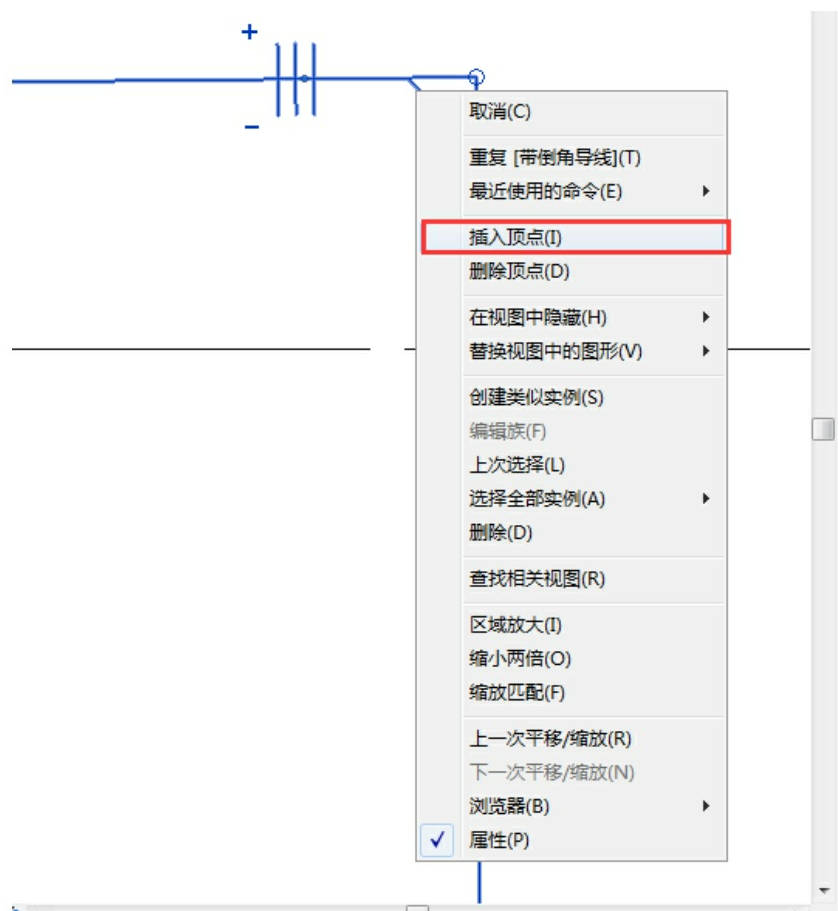 +
−
取消(C)
重复 [带倒角导线](T)
最近使用的命令(E)
插入顶点(I)
删除顶点(D)
在视图中隐藏(H)
替换视图中的图形(V)
创建类似实例(S)
编辑族(F)
上次选择(L)
选择全部实例(A)
删除(D)
查找相关视图(R)
区域放大(I)
缩小两倍(O)
缩放匹配(F)
上一次平移/缩放(R)
下一次平移/缩放(N)
浏览器(B)
属性(P)